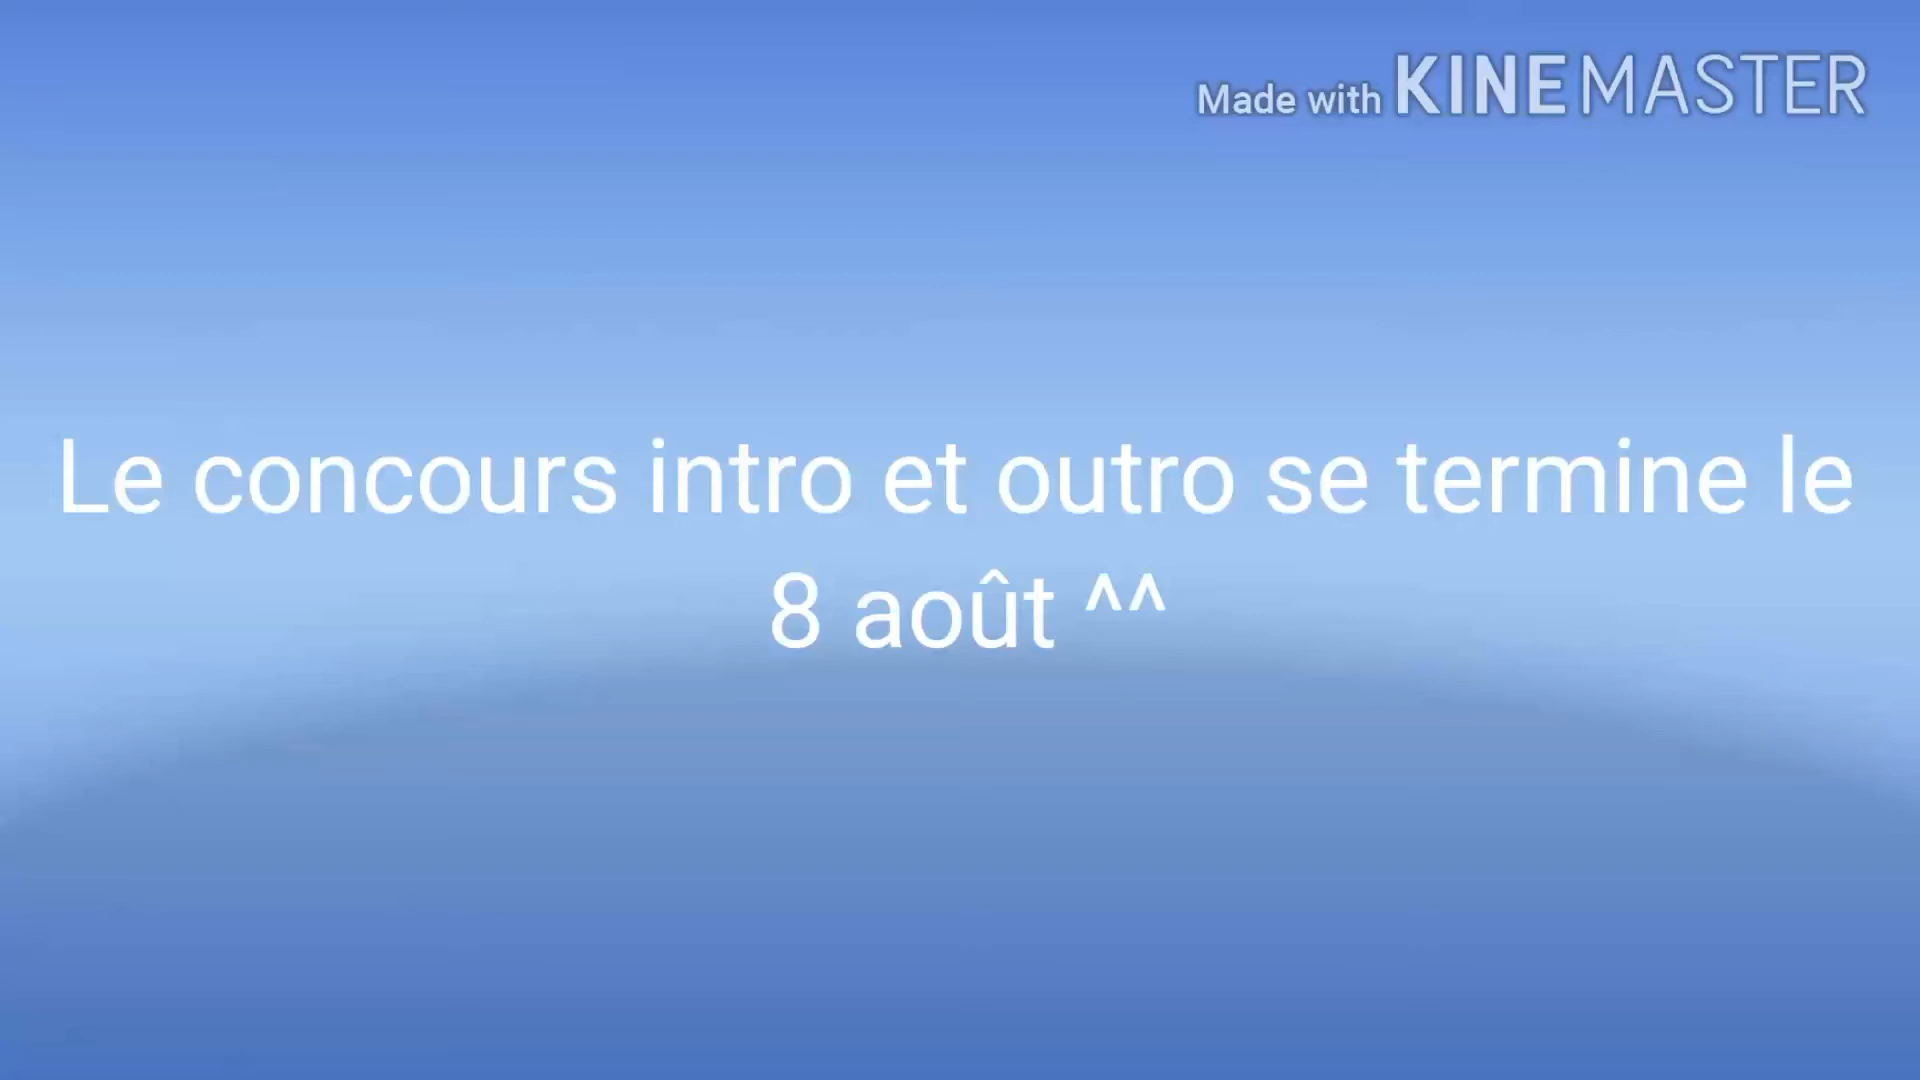 Made with KINEMASTER
Le concours intro et outro se termine le
8 août ^^